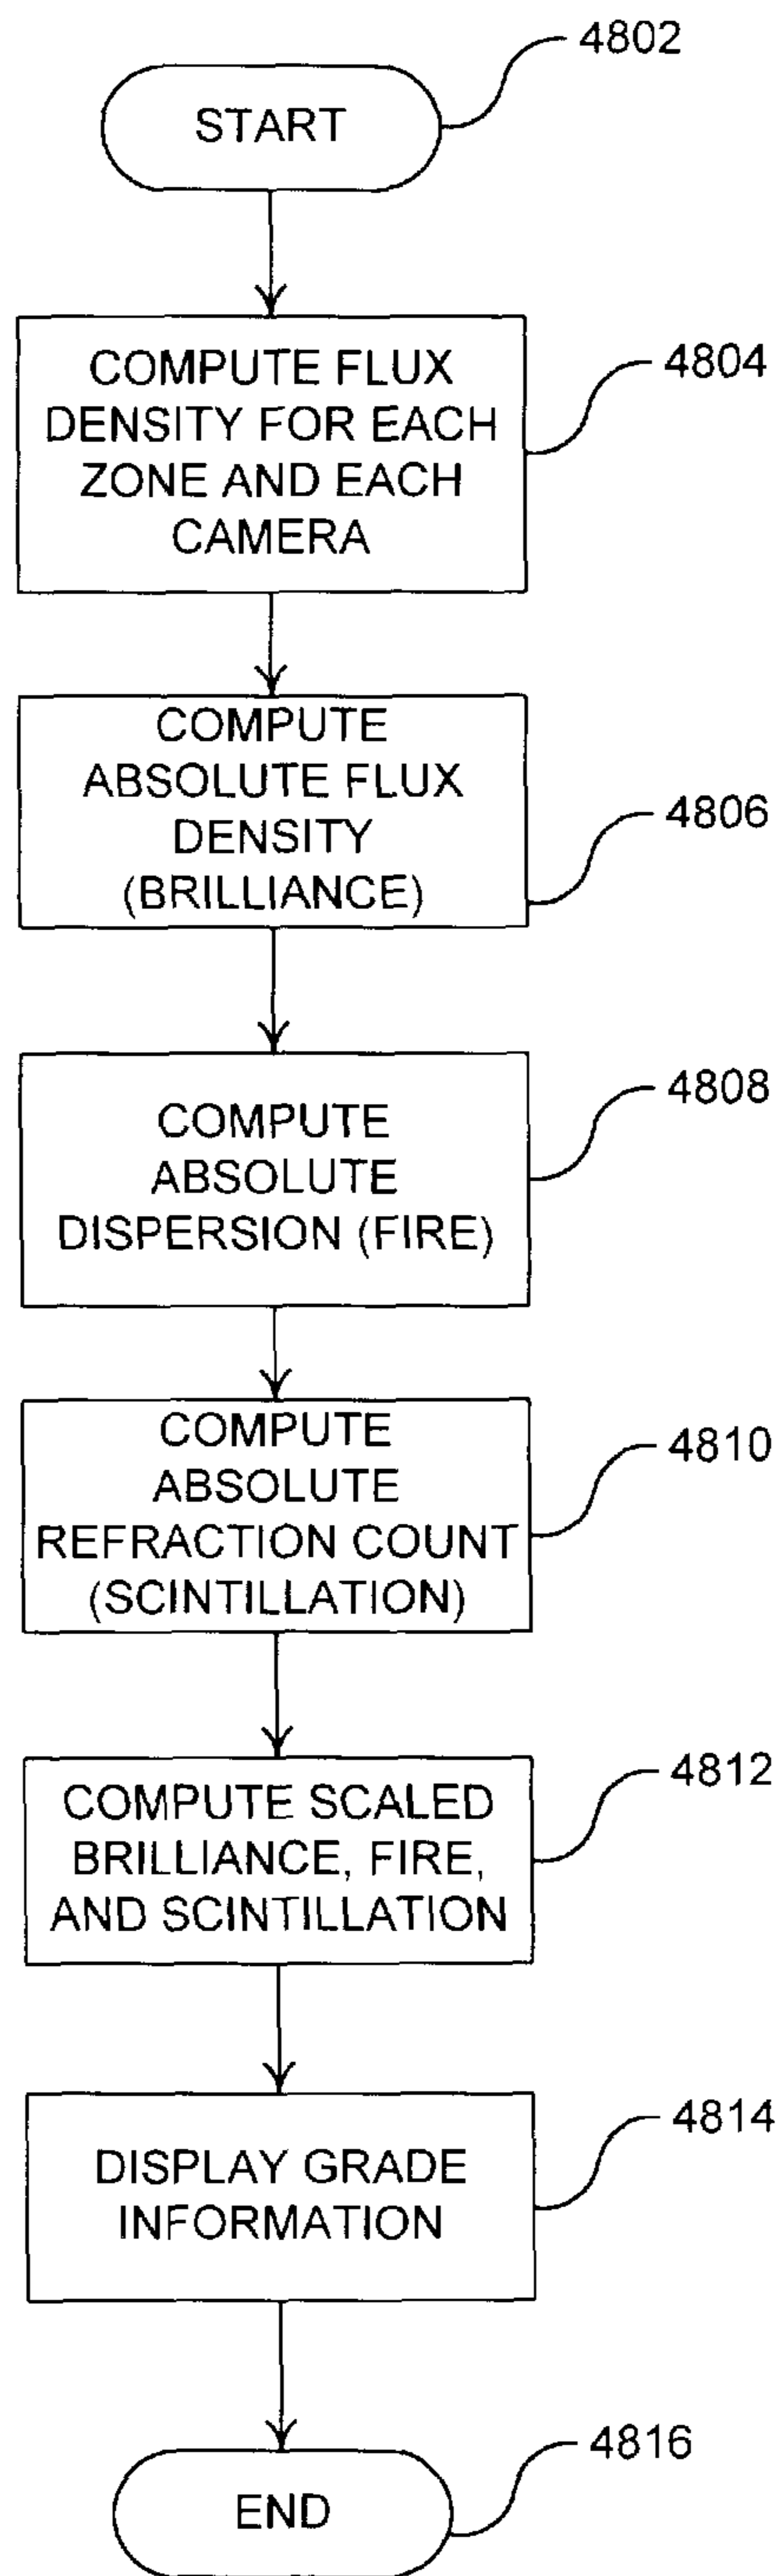 4802
START
4804
COMPUTE FLUX
DENSITY FOR EACH
ZONE AND EACH
CAMERA
4806
COMPUTE
ABSOLUTE FLUX
DENSITY
(BRILLIANCE)
4808
COMPUTE
ABSOLUTE
DISPERSION (FIRE)
4810
COMPUTE
ABSOLUTE
REFRACTION COUNT
(SCINTILLATION)
4812
COMPUTE SCALED
BRILLIANCE, FIRE,
AND SCINTILLATION
4814
DISPLAY GRADE
INFORMATION
4816
END